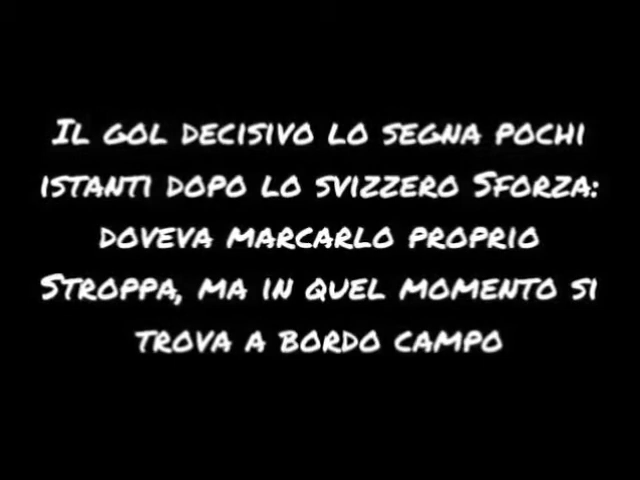 Il gol decisivo lo segna pochi
istanti dopo lo svizzero Sforza:
doveva marcarlo proprio
Stroppa, ma in quel momento si
trova a bordo campo